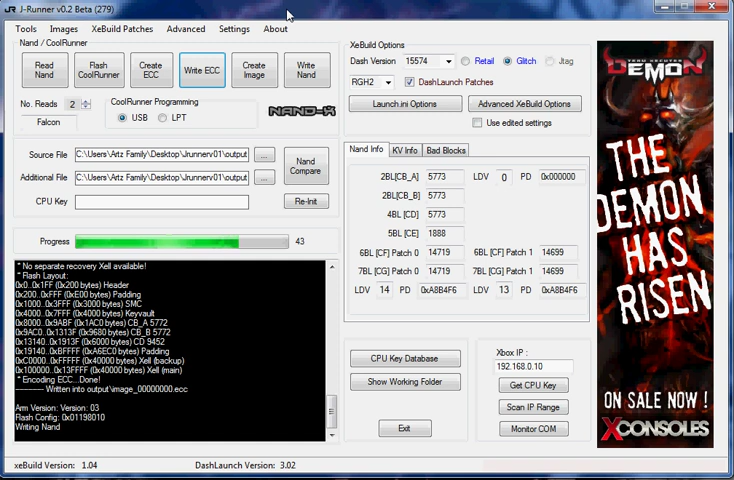 J-Runner v0.2 Beta (279)
Tools Images XeBuild Patches Advanced Settings About
Nand / CoolRunner
Read Nand
Flash CoolRunner
Create ECC
Write ECC
Create Image
Write Nand
No. Reads 2
Falcon
CoolRunner Programming
USB LPT
NAND-X
Source File C:\Users\Artz Family\Desktop\Jrunnerv01\output ...
Additional File C:\Users\Artz Family\Desktop\Jrunnerv01\output ...
CPU Key
Nand Compare
Re-Init
Progress 43
* No separate recovery Xell available!
* Flash Layout:
0x0..0x1FF (0x200 bytes) Header
0x200..0xFFF (0xE00 bytes) Padding
0x1000..0x3FFF (0x3000 bytes) SMC
0x4000..0x7FFF (0x4000 bytes) Keyvault
0x8000..0x9ABF (0x1AC0 bytes) CB_A 5772
0x9AC0..0x1313F (0x9680 bytes) CB_B 5772
0x13140..0x1913F (0x6000 bytes) CD 9452
0x19140..0xBFFFF (0xA6EC0 bytes) Padding
0xC0000..0xFFFFF (0x40000 bytes) Xell (backup)
0x100000..0x13FFFF (0x40000 bytes) Xell (main)
* Encoding ECC...Done!
---------- Written into output\image_00000000.ecc
Arm Version: Version: 03
Flash Config: 0x01198010
Writing Nand
XeBuild Options
Dash Version 15574 Retail Glitch Jtag
RGH2 DashLaunch Patches
Launch.ini Options Advanced XeBuild Options
Use edited settings
Nand Info KV Info Bad Blocks
2BL[CB_A] 5773 LDV 0 PD 0x000000
2BL[CB_B] 5773
4BL [CD] 5773
5BL [CE] 1888
6BL [CF] Patch 0 14719 6BL [CF] Patch 1 14699
7BL [CG] Patch 0 14719 7BL [CG] Patch 1 14699
LDV 14 PD 0xA8B4F6 LDV 13 PD 0xA8B4F6
CPU Key Database
Show Working Folder
Exit
Xbox IP :
192.168.0.10
Get CPU Key
Scan IP Range
Monitor COM
TEAM XECUTER
DEMON
THE
DEMON
HAS
RISEN
ON SALE NOW !
XCONSOLES
xeBuild Version: 1.04 DashLaunch Version: 3.02